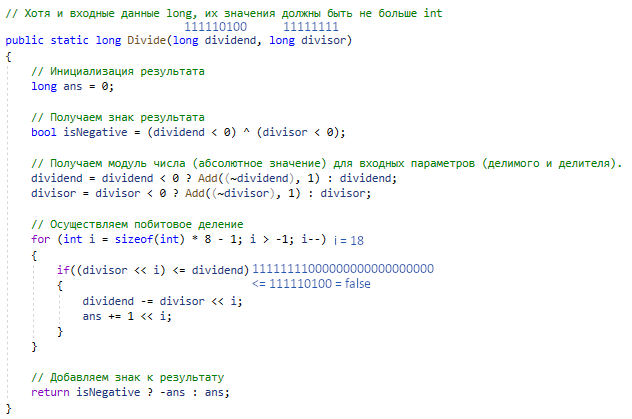 // Хотя и входные данные long, их значения должны быть не больше int
111110100 11111111
public static long Divide(long dividend, long divisor)
{
// Инициализация результата
long ans = 0;
// Получаем знак результата
bool isNegative = (dividend < 0) ^ (divisor < 0);
// Получаем модуль числа (абсолютное значение) для входных параметров (делимого и делителя).
dividend = dividend < 0 ? Add((~dividend), 1) : dividend;
divisor = divisor < 0 ? Add((~divisor), 1) : divisor;
// Осуществляем побитовое деление
for (int i = sizeof(int) * 8 - 1; i > -1; i--) i = 18
{
if((divisor << i) <= dividend) 11111111000000000000000000
{ <= 111110100 = false
dividend -= divisor << i;
ans += 1 << i;
}
}
// Добавляем знак к результату
return isNegative ? -ans : ans;
}